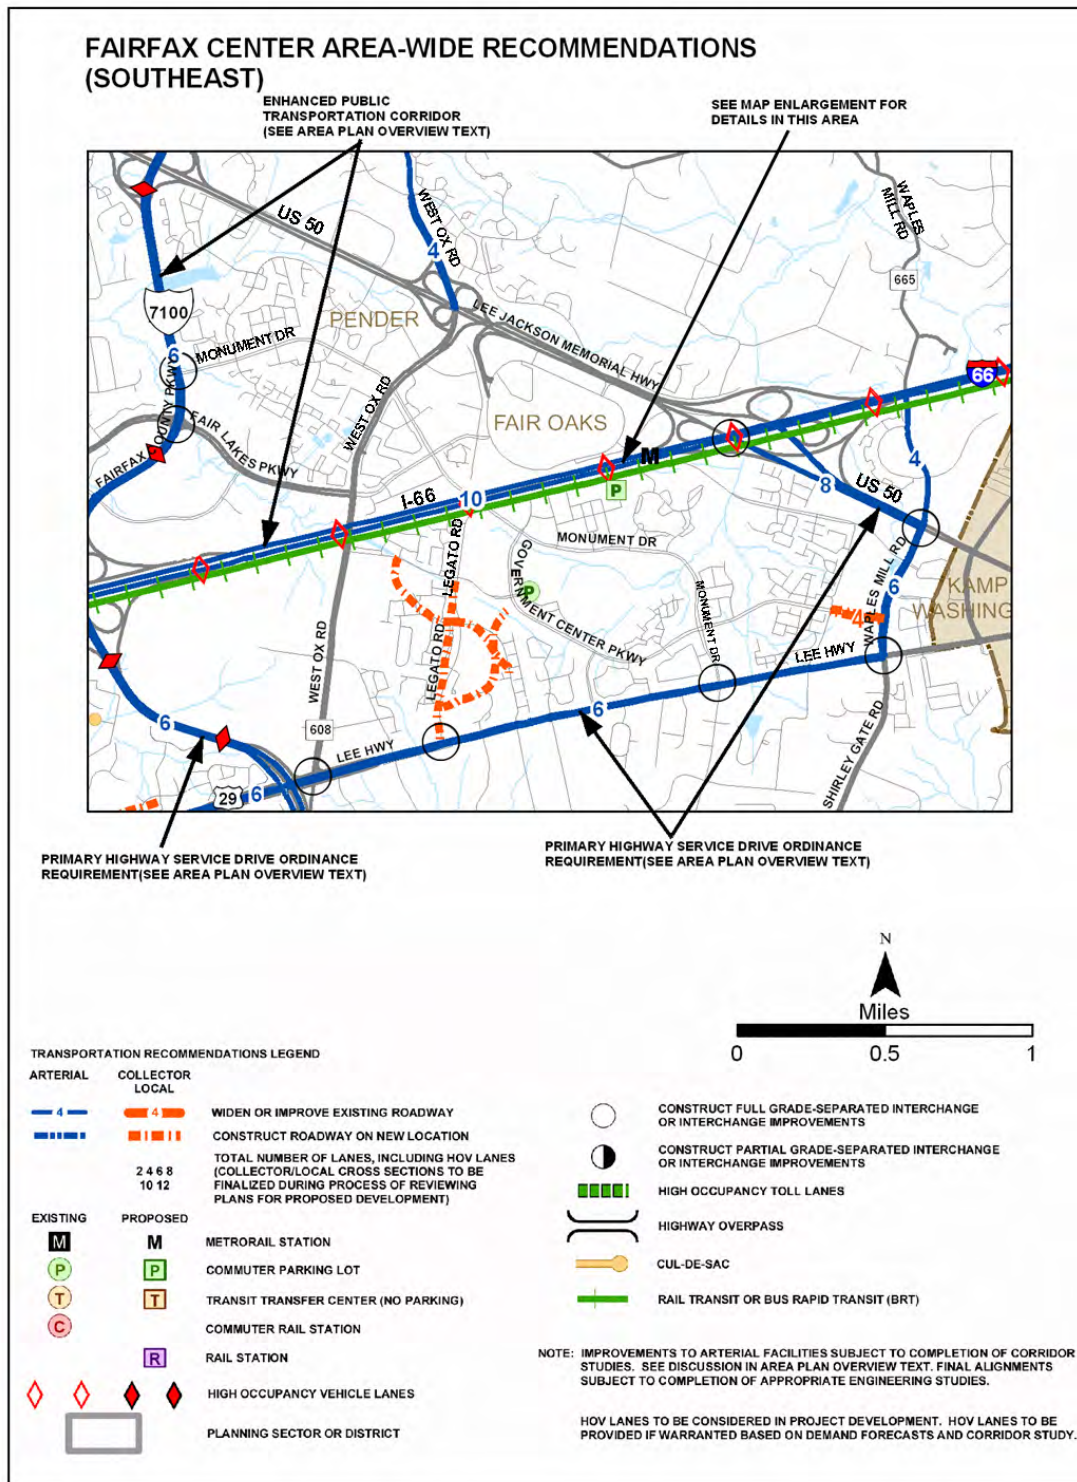 FAIRFAX CENTER AREA-WIDE RECOMMENDATIONS
(SOUTHEAST)
ENHANCED PUBLIC
TRANSPORTATION CORRIDOR
(SEE AREA PLAN OVERVIEW TEXT)
SEE MAP ENLARGEMENT FOR
DETAILS IN THIS AREA
US 50
WEST OX RD
4
WAPLES
MILL RD
665
7100
PENDER
LEE JACKSON MEMORIAL HWY
6
MONUMENT DR
66
FAIRFAX COUNTY PKWY
FAIR LAKES PKWY
WEST OX RD
FAIR OAKS
M
4
I-66
10
P
8
US 50
LEGATO RD
MONUMENT DR
GOVERNMENT CENTER PKWY
P
WAPLES MILL RD
6
KAMP
WASHING
4
WEST OX RD
LEGATO RD
MONUMENT DR
LEE HWY
6
6
608
LEE HWY
SHIRLEY GATE RD
29
6
PRIMARY HIGHWAY SERVICE DRIVE ORDINANCE
REQUIREMENT(SEE AREA PLAN OVERVIEW TEXT)
PRIMARY HIGHWAY SERVICE DRIVE ORDINANCE
REQUIREMENT(SEE AREA PLAN OVERVIEW TEXT)
N
Miles
0 0.5 1
TRANSPORTATION RECOMMENDATIONS LEGEND
ARTERIAL COLLECTOR
LOCAL
4 4 WIDEN OR IMPROVE EXISTING ROADWAY
CONSTRUCT ROADWAY ON NEW LOCATION
TOTAL NUMBER OF LANES, INCLUDING HOV LANES
2 4 6 8 (COLLECTOR/LOCAL CROSS SECTIONS TO BE
10 12 FINALIZED DURING PROCESS OF REVIEWING
PLANS FOR PROPOSED DEVELOPMENT)
EXISTING PROPOSED
M M METRORAIL STATION
P P COMMUTER PARKING LOT
T T TRANSIT TRANSFER CENTER (NO PARKING)
C COMMUTER RAIL STATION
R RAIL STATION
HIGH OCCUPANCY VEHICLE LANES
PLANNING SECTOR OR DISTRICT
CONSTRUCT FULL GRADE-SEPARATED INTERCHANGE
OR INTERCHANGE IMPROVEMENTS
CONSTRUCT PARTIAL GRADE-SEPARATED INTERCHANGE
OR INTERCHANGE IMPROVEMENTS
HIGH OCCUPANCY TOLL LANES
HIGHWAY OVERPASS
CUL-DE-SAC
RAIL TRANSIT OR BUS RAPID TRANSIT (BRT)
NOTE: IMPROVEMENTS TO ARTERIAL FACILITIES SUBJECT TO COMPLETION OF CORRIDOR
STUDIES. SEE DISCUSSION IN AREA PLAN OVERVIEW TEXT. FINAL ALIGNMENTS
SUBJECT TO COMPLETION OF APPROPRIATE ENGINEERING STUDIES.
HOV LANES TO BE CONSIDERED IN PROJECT DEVELOPMENT. HOV LANES TO BE
PROVIDED IF WARRANTED BASED ON DEMAND FORECASTS AND CORRIDOR STUDY.